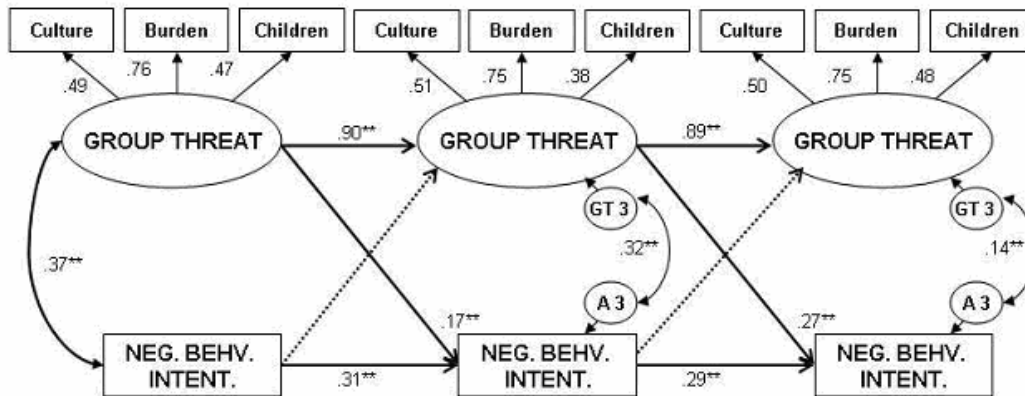 Culture Burden Children Culture Burden Children Culture Burden Children
.49 .76 .47 .51 .75 .38 .50 .75 .48
GROUP THREAT .90** GROUP THREAT .89** GROUP THREAT
GT 3 GT 3
.37** .32** .14**
A 3 A 3
.17** .27**
NEG. BEHV. NEG. BEHV. NEG. BEHV.
INTENT. INTENT. INTENT.
.31** .29**